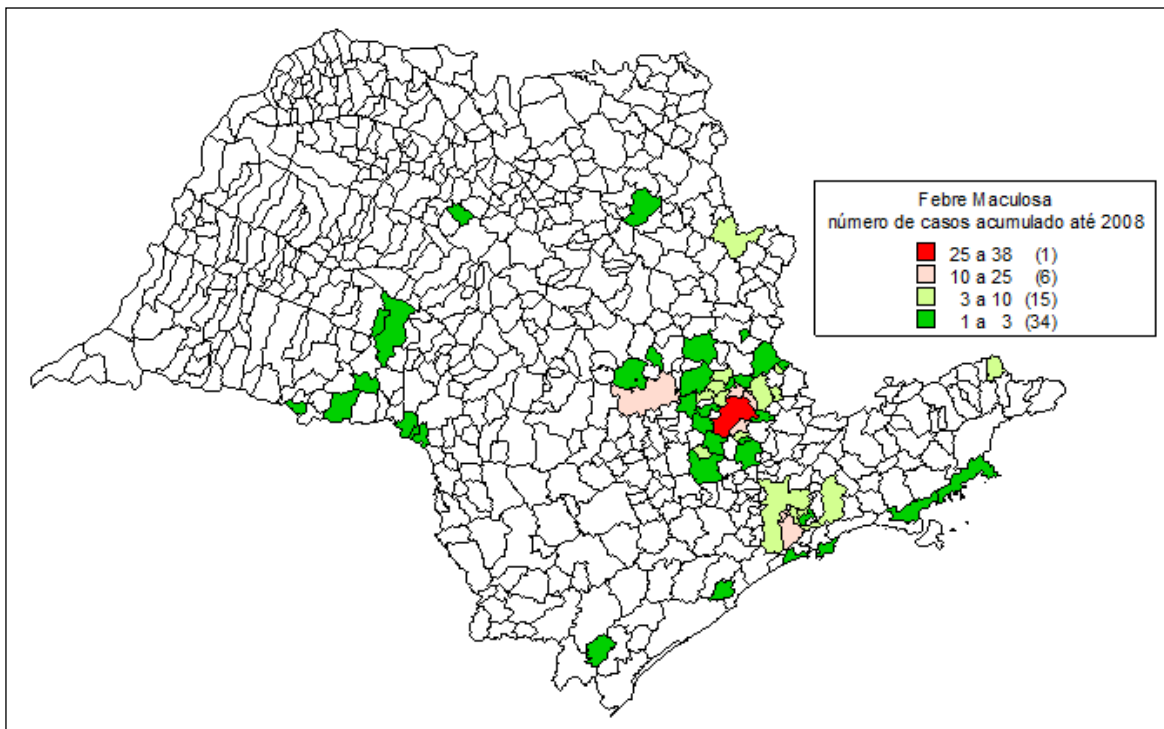 Febre Maculosa
número de casos acumulado até 2008
25 a 38 (1)
10 a 25 (6)
3 a 10 (15)
1 a 3 (34)